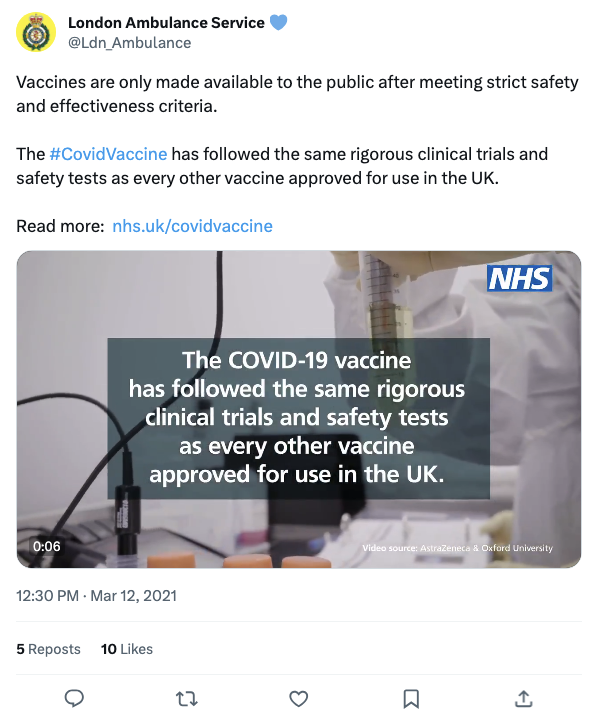 London Ambulance Service
@Ldn_Ambulance
Vaccines are only made available to the public after meeting strict safety
and effectiveness criteria.
The #CovidVaccine has followed the same rigorous clinical trials and
safety tests as every other vaccine approved for use in the UK.
Read more: nhs.uk/covidvaccine
NHS
The COVID-19 vaccine
has followed the same rigorous
clinical trials and safety tests
as every other vaccine
approved for use in the UK.
0:06
Video source: AstraZeneca & Oxford University
12:30 PM · Mar 12, 2021
5 Reposts 10 Likes